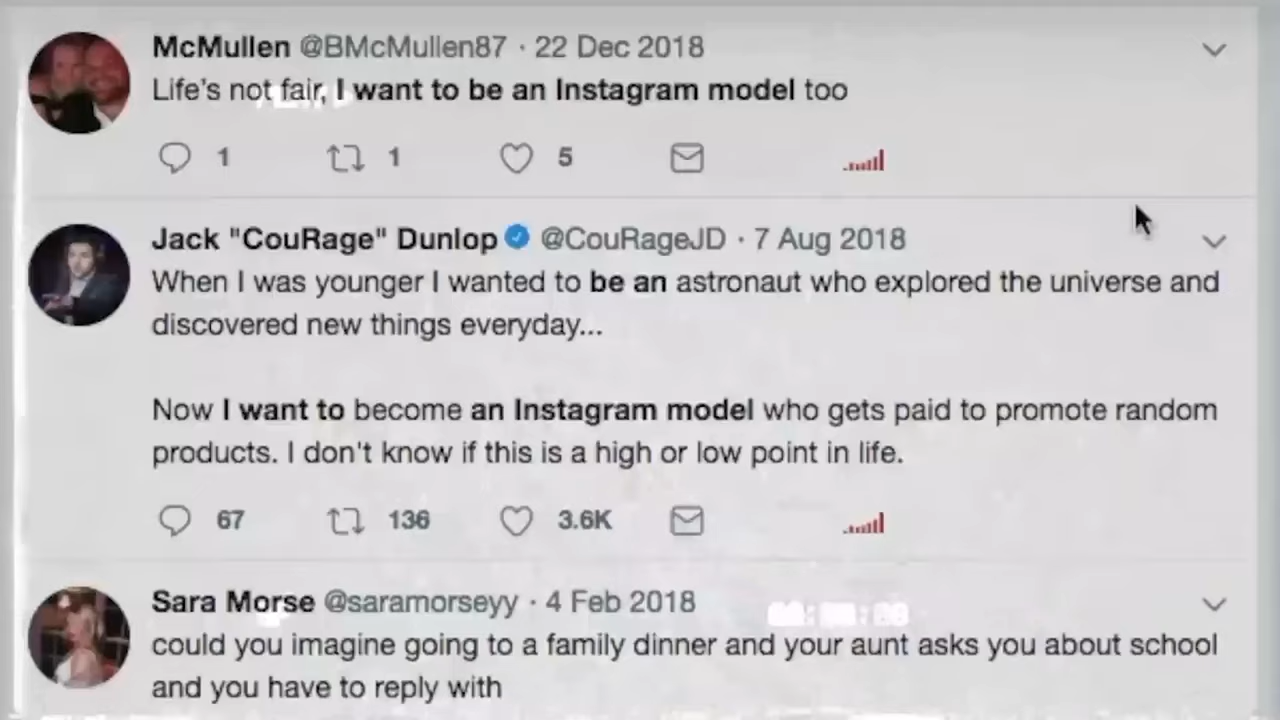 McMullen @BMcMullen87 · 22 Dec 2018
Life's not fair, I want to be an Instagram model too
1 1 5
Jack "CouRage" Dunlop @CouRageJD · 7 Aug 2018
When I was younger I wanted to be an astronaut who explored the universe and
discovered new things everyday...
Now I want to become an Instagram model who gets paid to promote random
products. I don't know if this is a high or low point in life.
67 136 3.6K
Sara Morse @saramorseyy · 4 Feb 2018
could you imagine going to a family dinner and your aunt asks you about school
and you have to reply with